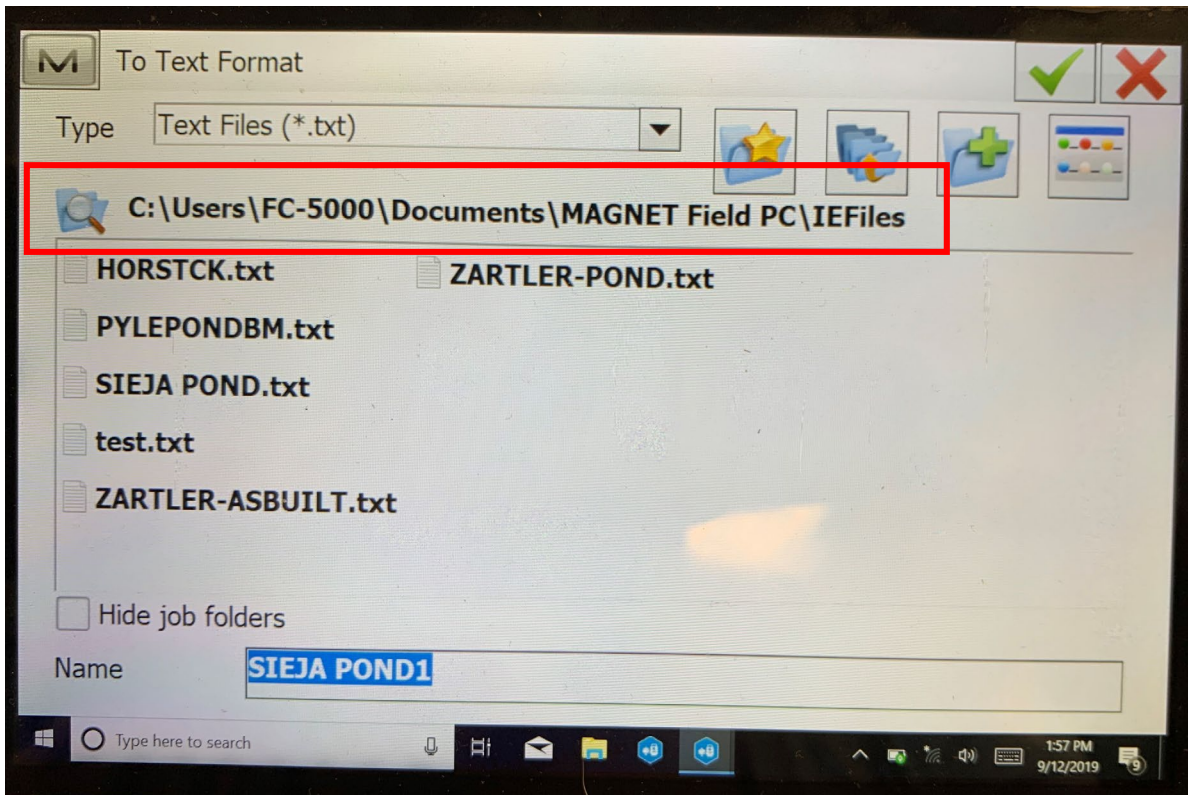 M To Text Format
Type Text Files (*.txt)
C:\Users\FC-5000\Documents\MAGNET Field PC\IEFiles
HORSTCK.txt
PYLEPONDBM.txt
SIEJA POND.txt
test.txt
ZARTLER-ASBUILT.txt
ZARTLER-POND.txt
Hide job folders
Name SIEJA POND1
Type here to search
1:57 PM
9/12/2019
9